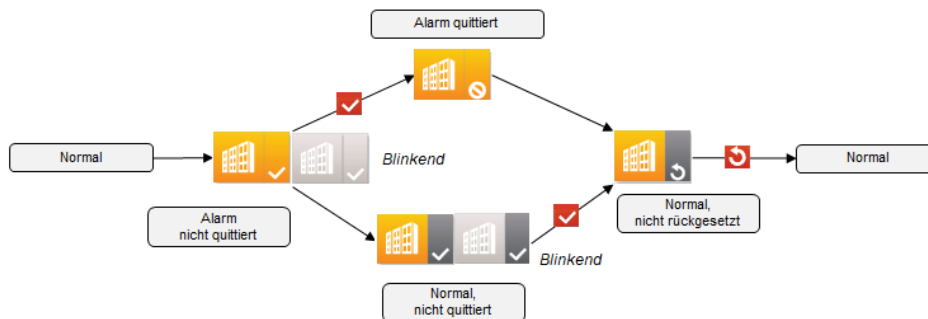 Alarm quittiert
Normal
Blinkend
Normal
Alarm
nicht quittiert
Normal,
nicht rückgesetzt
Blinkend
Normal,
nicht quittiert